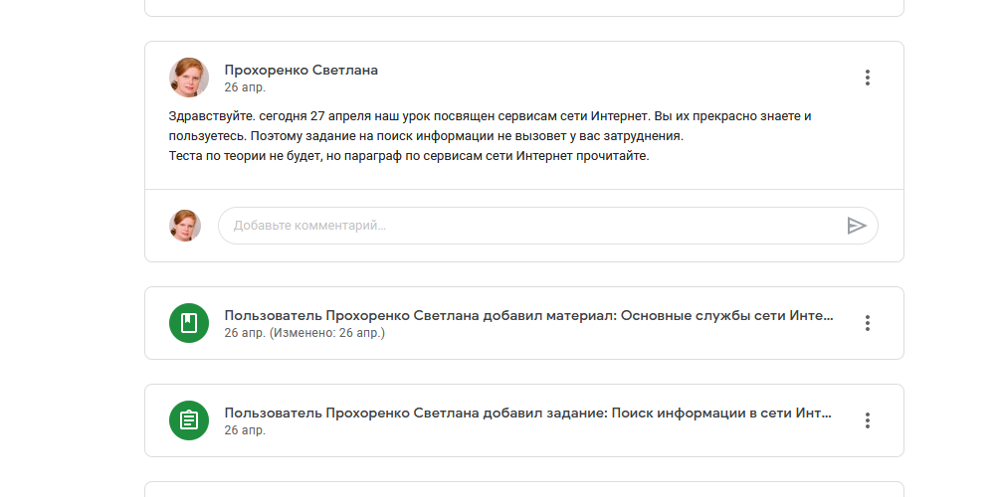 Прохоренко Светлана
26 апр.
Здравствуйте. сегодня 27 апреля наш урок посвящен сервисам сети Интернет. Вы их прекрасно знаете и
пользуетесь. Поэтому задание на поиск информации не вызовет у вас затруднения.
Теста по теории не будет, но параграф по сервисам сети Интернет прочитайте.
Добавьте комментарий...
Пользователь Прохоренко Светлана добавил материал: Основные службы сети Инте...
26 апр. (Изменено: 26 апр.)
Пользователь Прохоренко Светлана добавил задание: Поиск информации в сети Инт...
26 апр.